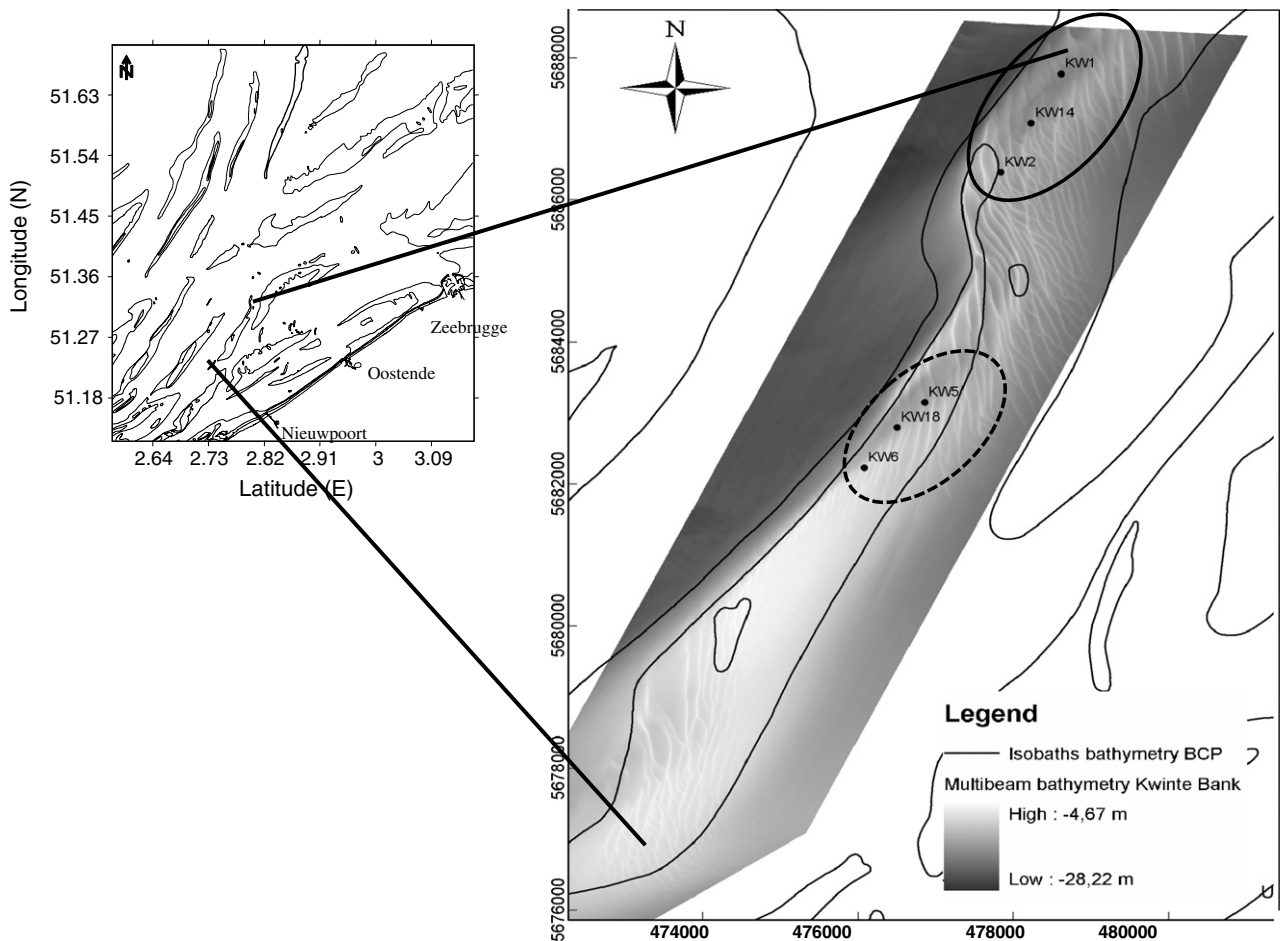 N
51.63
51.54
51.45
51.36
51.27
51.18
Longitude (N)
2.64 2.73 2.82 2.91 3 3.09
Latitude (E)
Zeebrugge
Oostende
Nieuwpoort
N
5688000
5686000
5684000
5682000
5680000
5678000
5676000
KW1
KW14
KW2
KW5
KW18
KW6
Legend
Isobaths bathymetry BCP
Multibeam bathymetry Kwinte Bank
High : -4,67 m
Low : -28,22 m
474000 476000 478000 480000